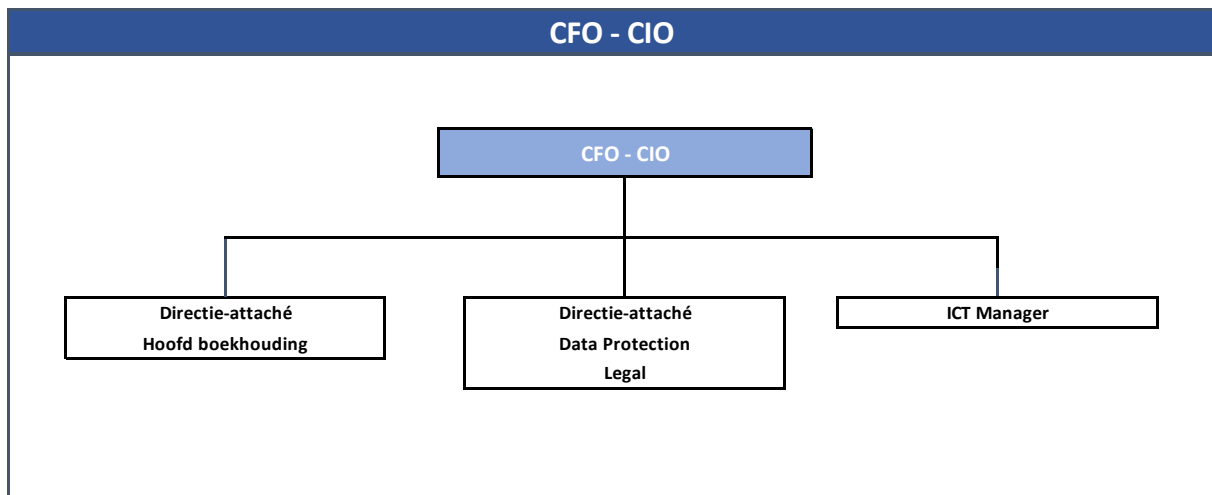 CFO - CIO
CFO - CIO
Directie-attaché
Hoofd boekhouding
Directie-attaché
Data Protection
Legal
ICT Manager